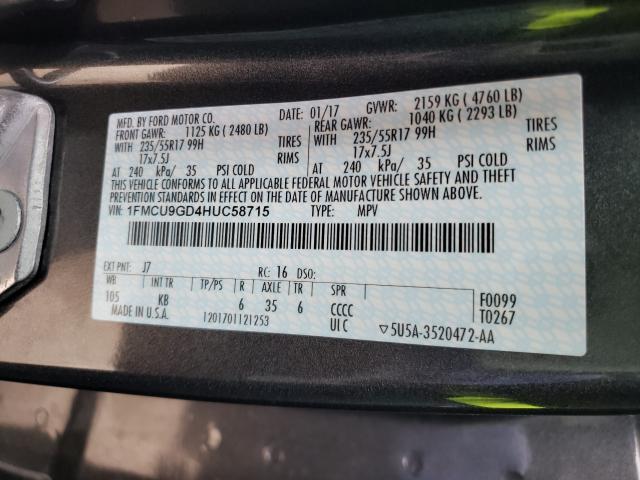 MFD. BY FORD MOTOR CO. DATE: 01/17 GVWR: 2159 KG ( 4760 LB)
FRONT GAWR: 1125 KG ( 2480 LB) REAR GAWR: 1040 KG ( 2293 LB)
WITH 235/55R17 99H TIRES WITH 235/55R17 99H TIRES
17x7.5J RIMS 17x7.5J RIMS
AT 240 kPa/ 35 PSI COLD AT 240 kPa/ 35 PSI COLD
THIS VEHICLE CONFORMS TO ALL APPLICABLE FEDERAL MOTOR VEHICLE SAFETY AND THEFT
PREVENTION STANDARDS IN EFFECT ON THE DATE OF MANUFACTURE SHOWN ABOVE.
VIN: 1FMCU9GD4HUC58715 TYPE: MPV
EXT PNT: J7 RC: 16 DSO:
WB INT TR TP/PS R AXLE TR SPR F0099
105 KB 6 35 6 CCCC T0267
MADE IN U.S.A. 1201701121253 UIC ▽5U5A-3520472-AA